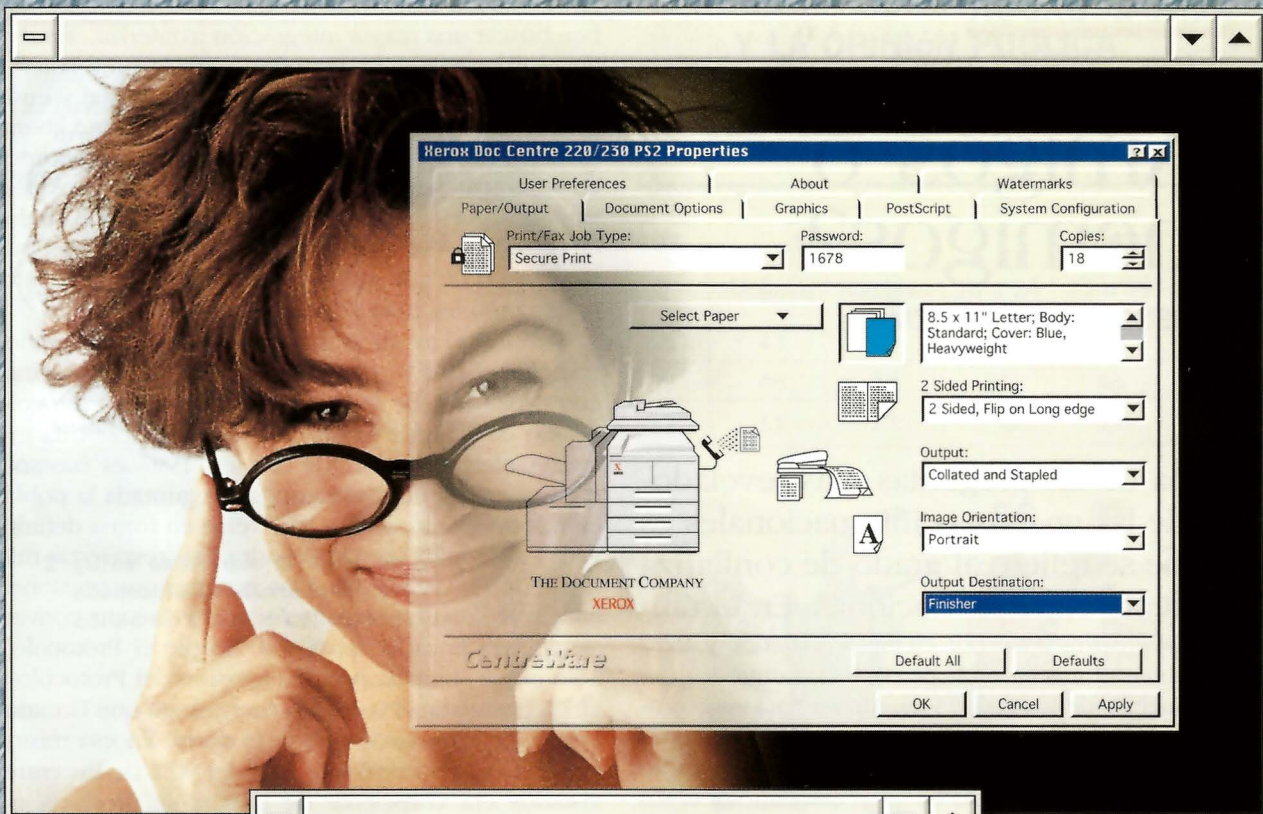 Xerox Doc Centre 220/230 PS2 Properties
User Preferences
About
Watermarks
Paper/Output
Document Options
Graphics
PostScript
System Configuration
Print/Fax Job Type:
Password:
Copies:
Secure Print
1678
18
Select Paper
8.5 x 11" Letter; Body:
Standard; Cover: Blue,
Heavyweight
2 Sided Printing:
2 Sided, Flip on Long edge
Output:
Collated and Stapled
A
Image Orientation:
Portrait
THE DOCUMENT COMPANY
XEROX
Output Destination:
Finisher
CentreWare
Default All
Defaults
OK
Cancel
Apply